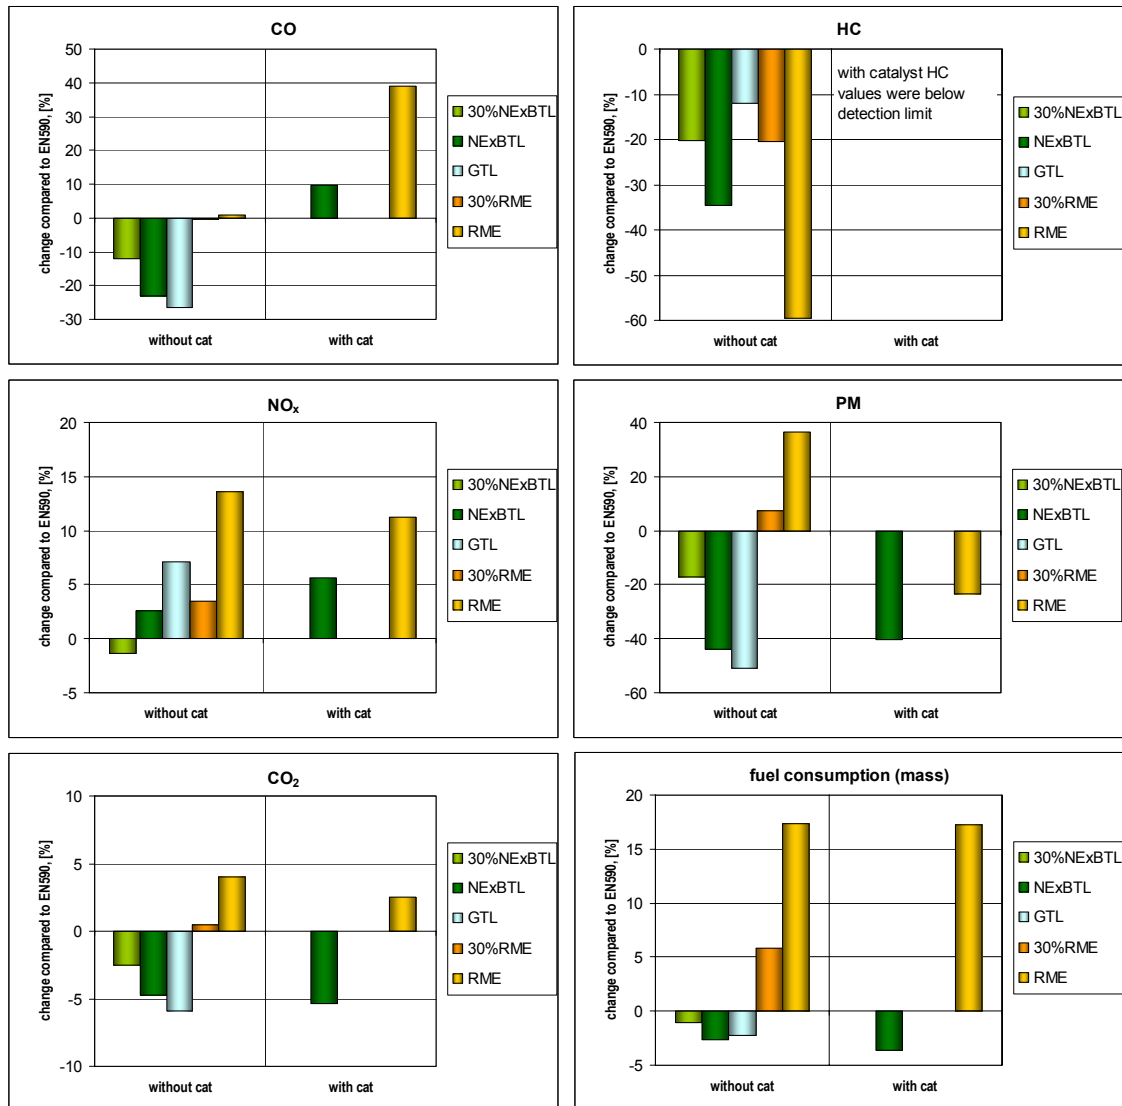 CO
50
40
30
20
10
0
-10
-20
-30
change compared to EN590, [%]
without cat
with cat
30%NExBTL
NExBTL
GTL
30%RME
RME
HC
0
-10
-20
-30
-40
-50
-60
change compared to EN590, [%]
with catalyst HC
values were below
detection limit
without cat
with cat
30%NExBTL
NExBTL
GTL
30%RME
RME
NOₓ
20
15
10
5
0
-5
change compared to EN590, [%]
without cat
with cat
30%NExBTL
NExBTL
GTL
30%RME
RME
PM
40
20
0
-20
-40
-60
change compared to EN590, [%]
without cat
with cat
30%NExBTL
NExBTL
GTL
30%RME
RME
CO₂
10
5
0
-5
-10
change compared to EN590, [%]
without cat
with cat
30%NExBTL
NExBTL
GTL
30%RME
RME
fuel consumption (mass)
20
15
10
5
0
-5
change compared to EN590, [%]
without cat
with cat
30%NExBTL
NExBTL
GTL
30%RME
RME